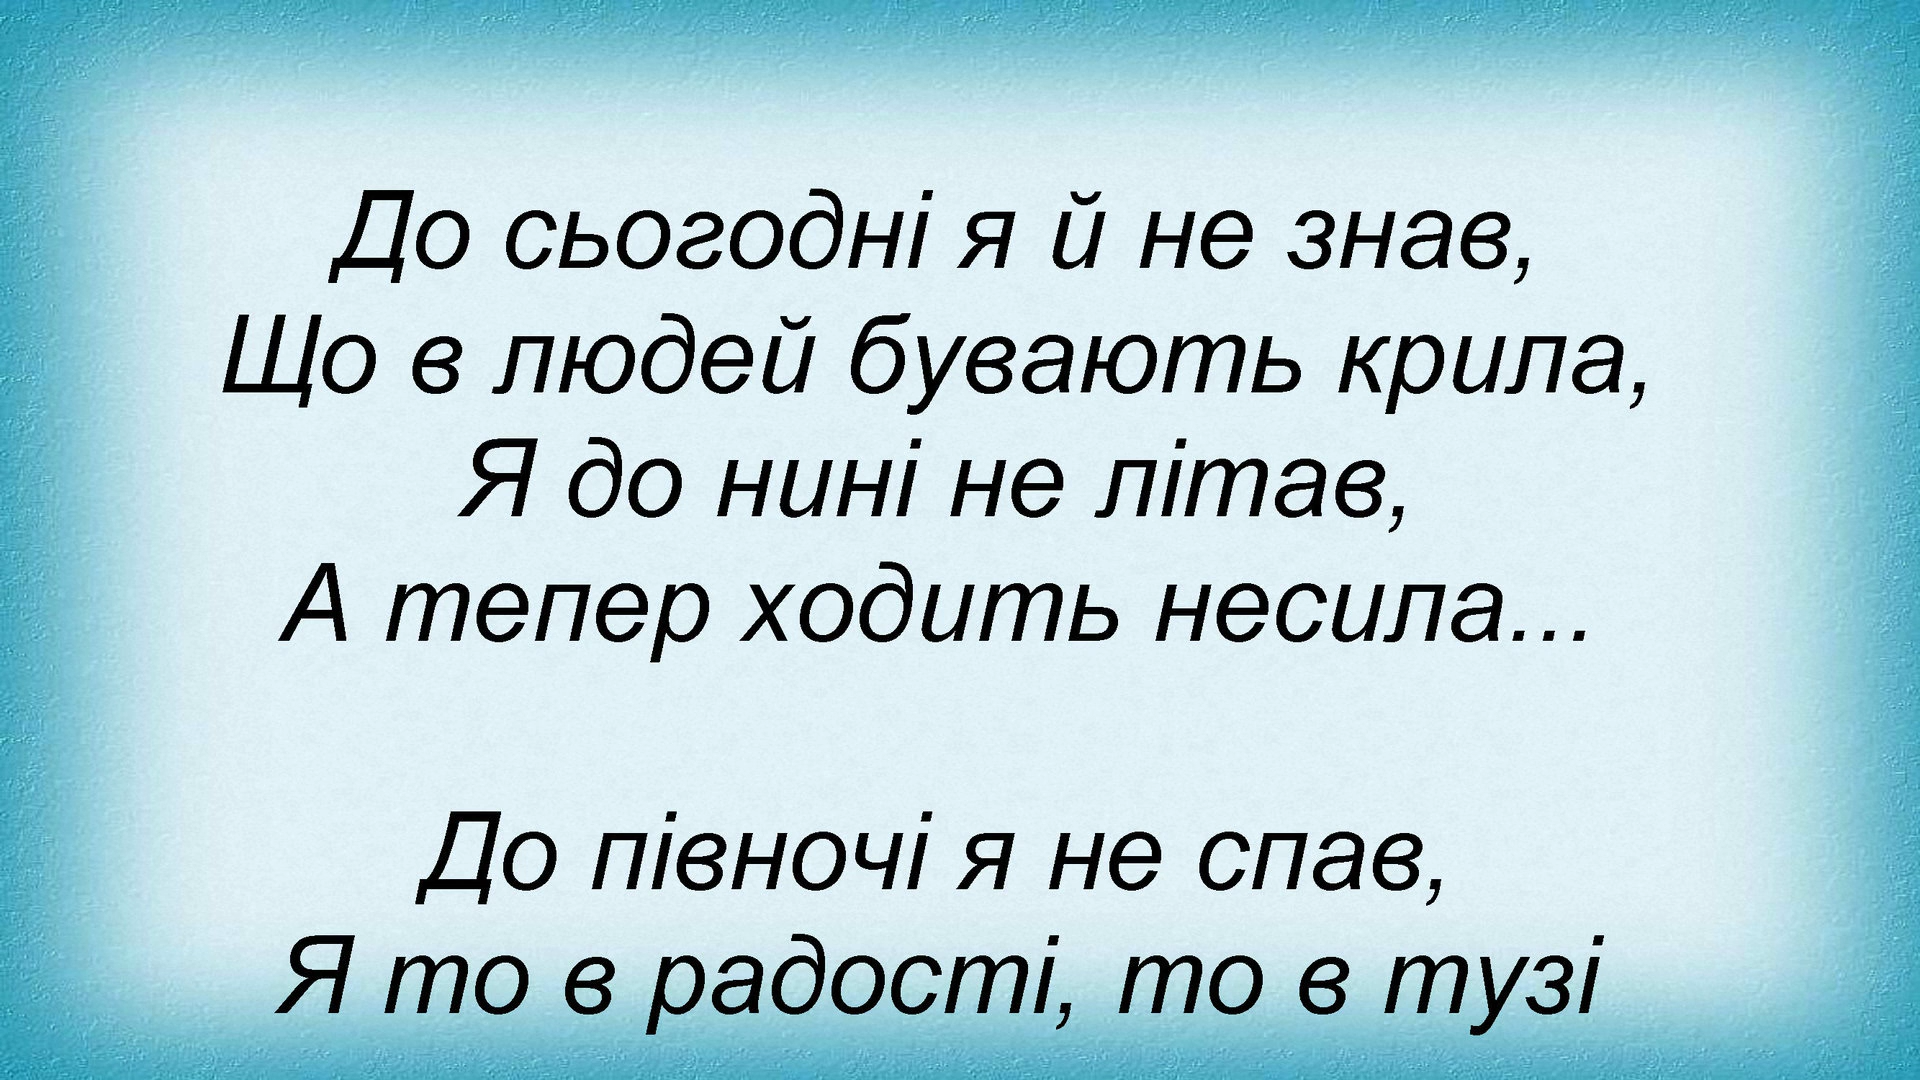 До сьогодні я й не знав,
Що в людей бувають крила,
Я до нині не літав,
А тепер ходить несила...
До півночі я не спав,
Я то в радості, то в тузі